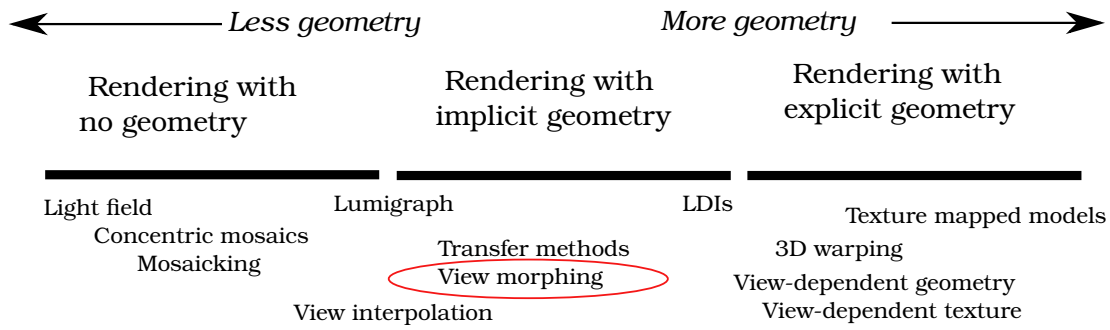 Less geometry
More geometry
Rendering with
no geometry
Rendering with
implicit geometry
Rendering with
explicit geometry
Light field
Lumigraph
LDIs
Texture mapped models
Concentric mosaics
Mosaicking
Transfer methods
View morphing
View interpolation
3D warping
View-dependent geometry
View-dependent texture